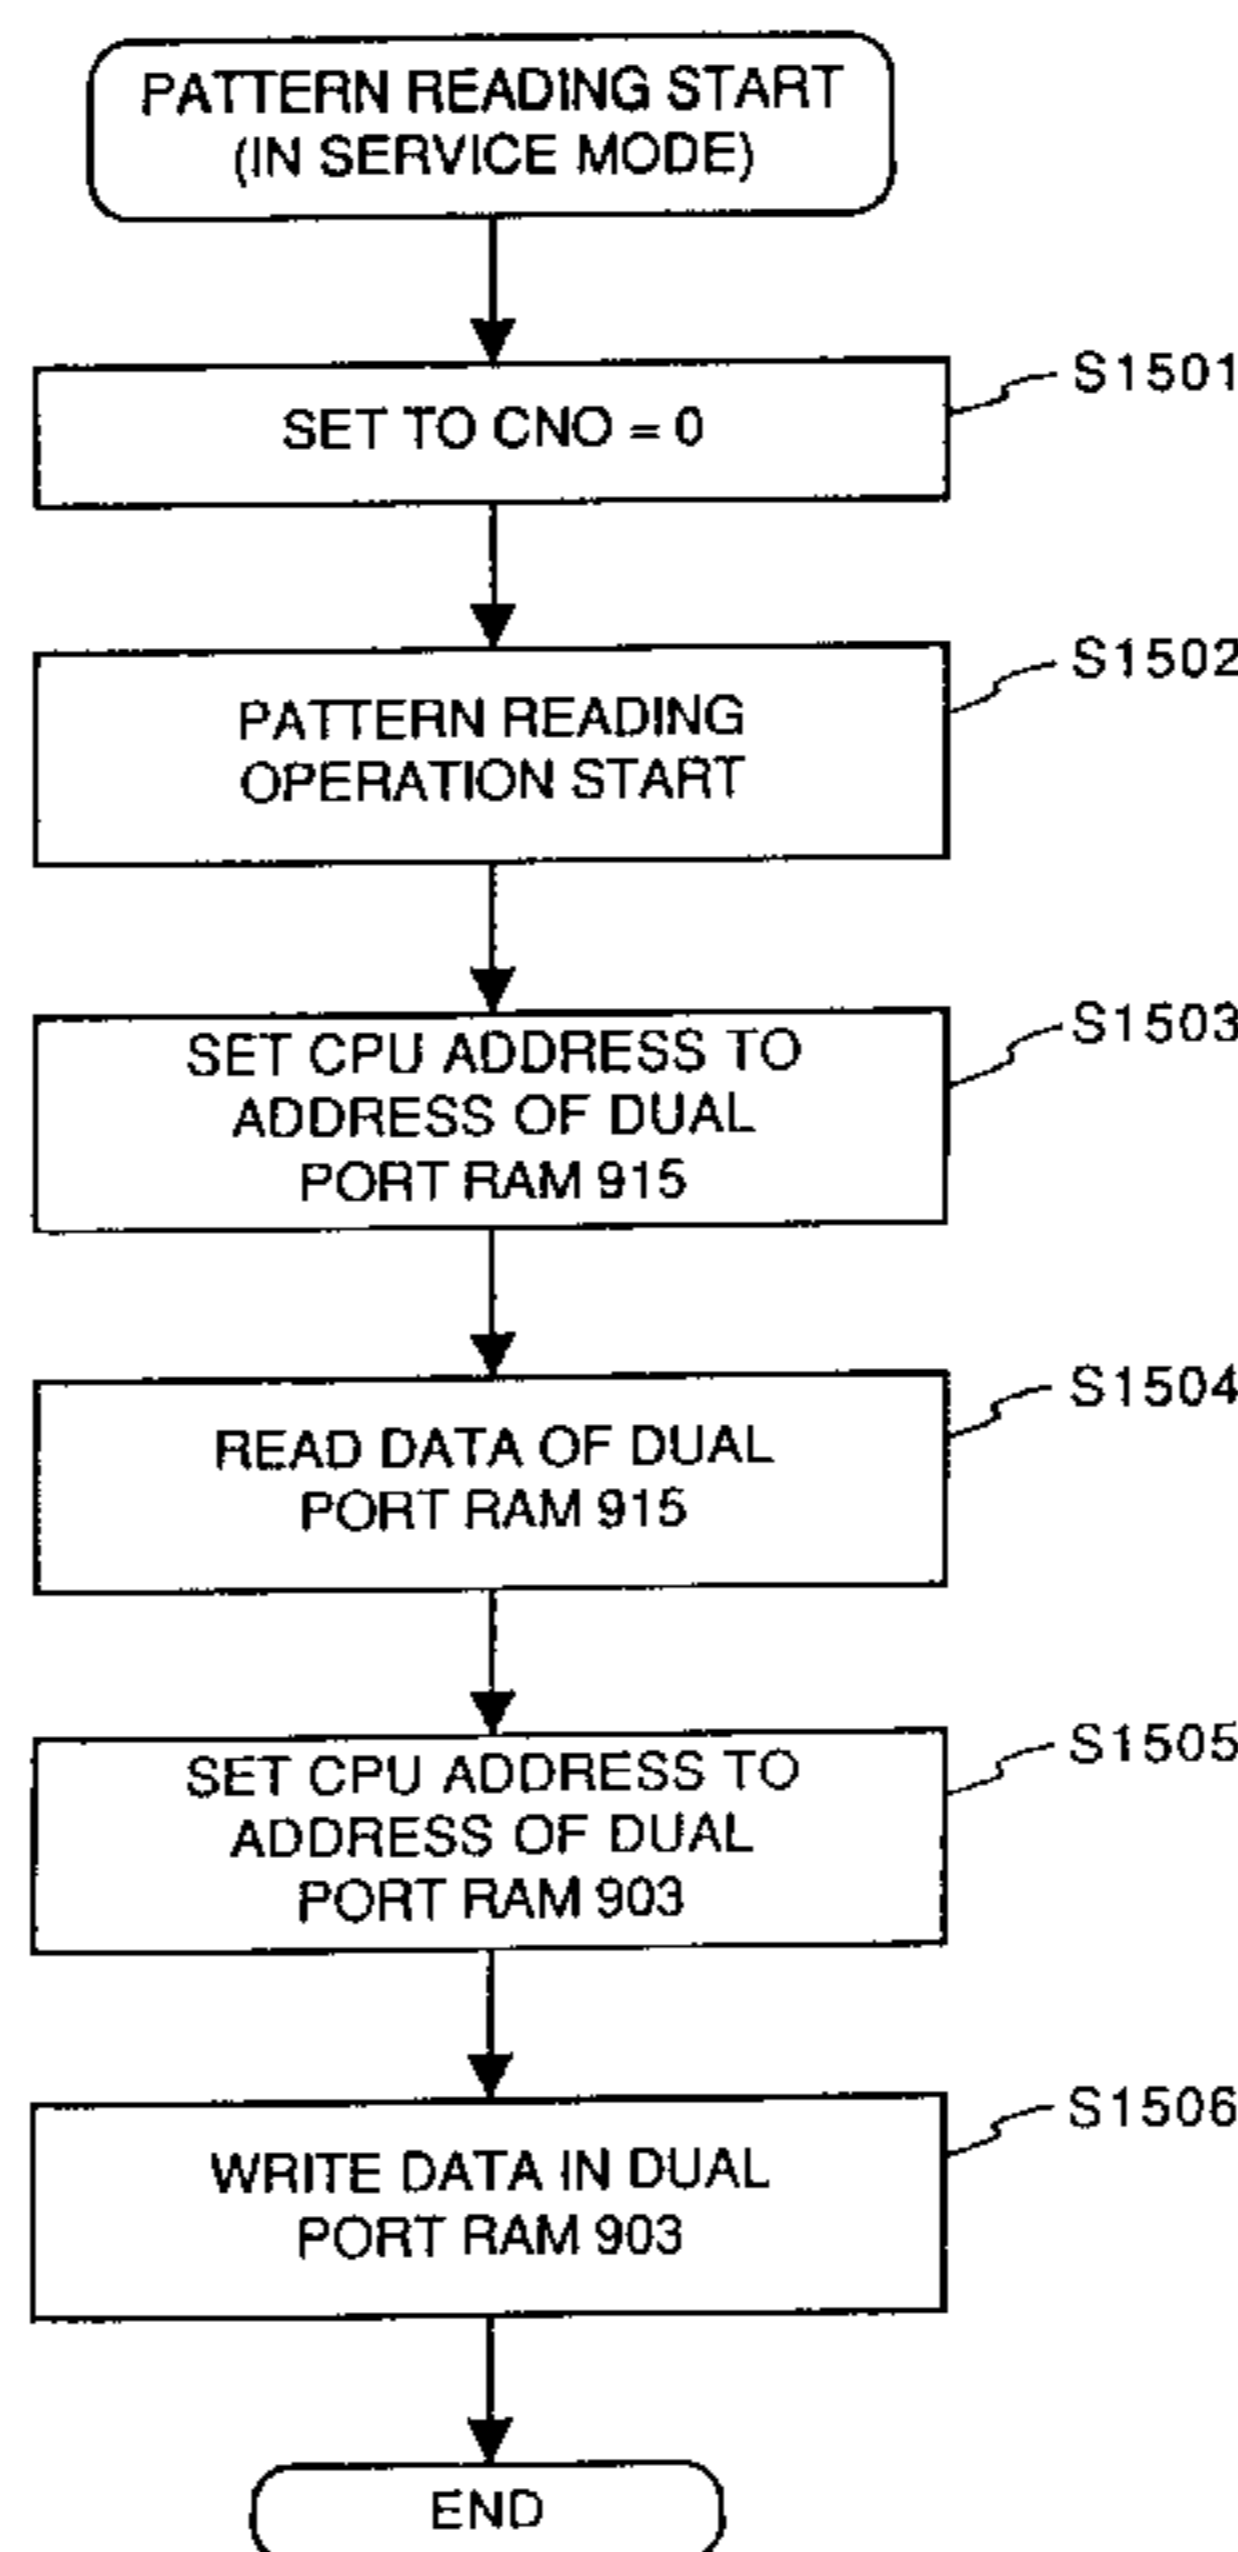 PATTERN READING START
(IN SERVICE MODE)
S1501
SET TO CNO = 0
S1502
PATTERN READING
OPERATION START
S1503
SET CPU ADDRESS TO
ADDRESS OF DUAL
PORT RAM 915
S1504
READ DATA OF DUAL
PORT RAM 915
S1505
SET CPU ADDRESS TO
ADDRESS OF DUAL
PORT RAM 903
S1506
WRITE DATA IN DUAL
PORT RAM 903
END